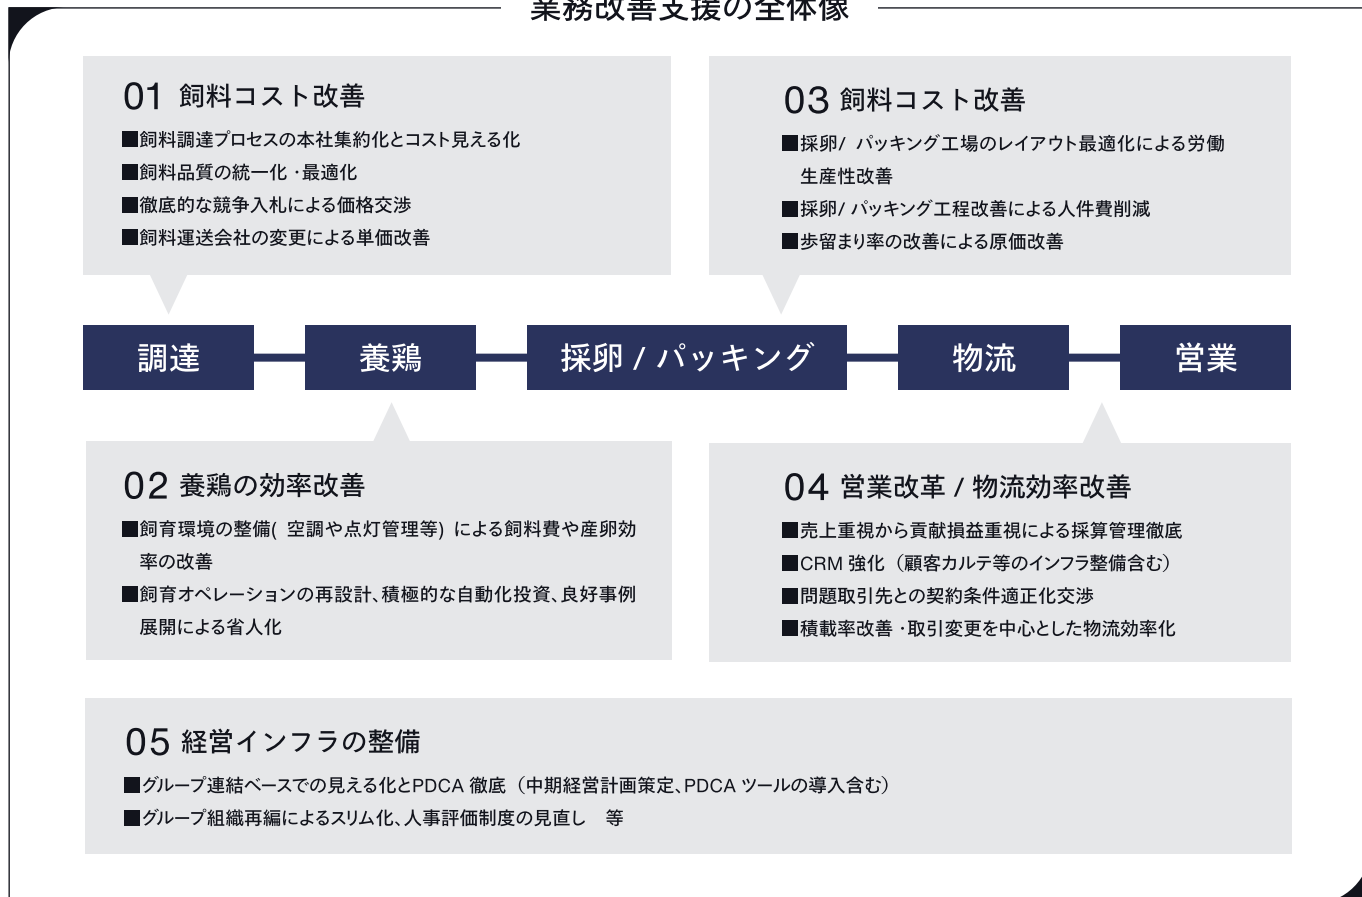 業務改善支援の全体像
01 飼料コスト改善
■飼料調達プロセスの本社集約化とコスト見える化
■飼料品質の統一化・最適化
■徹底的な競争入札による価格交渉
■飼料運送会社の変更による単価改善
03 飼料コスト改善
■採卵/ パッキング工場のレイアウト最適化による労働
生産性改善
■採卵/ パッキング工程改善による人件費削減
■歩留まり率の改善による原価改善
調達
養鶏
採卵 / パッキング
物流
営業
02 養鶏の効率改善
■飼育環境の整備( 空調や点灯管理等) による飼料費や産卵効
率の改善
■飼育オペレーションの再設計、積極的な自動化投資、良好事例
展開による省人化
04 営業改革 / 物流効率改善
■売上重視から貢献損益重視による採算管理徹底
■CRM 強化（顧客カルテ等のインフラ整備含む）
■問題取引先との契約条件適正化交渉
■積載率改善・取引変更を中心とした物流効率化
05 経営インフラの整備
■グループ連結ベースでの見える化とPDCA 徹底（中期経営計画策定、PDCA ツールの導入含む）
■グループ組織再編によるスリム化、人事評価制度の見直し　等